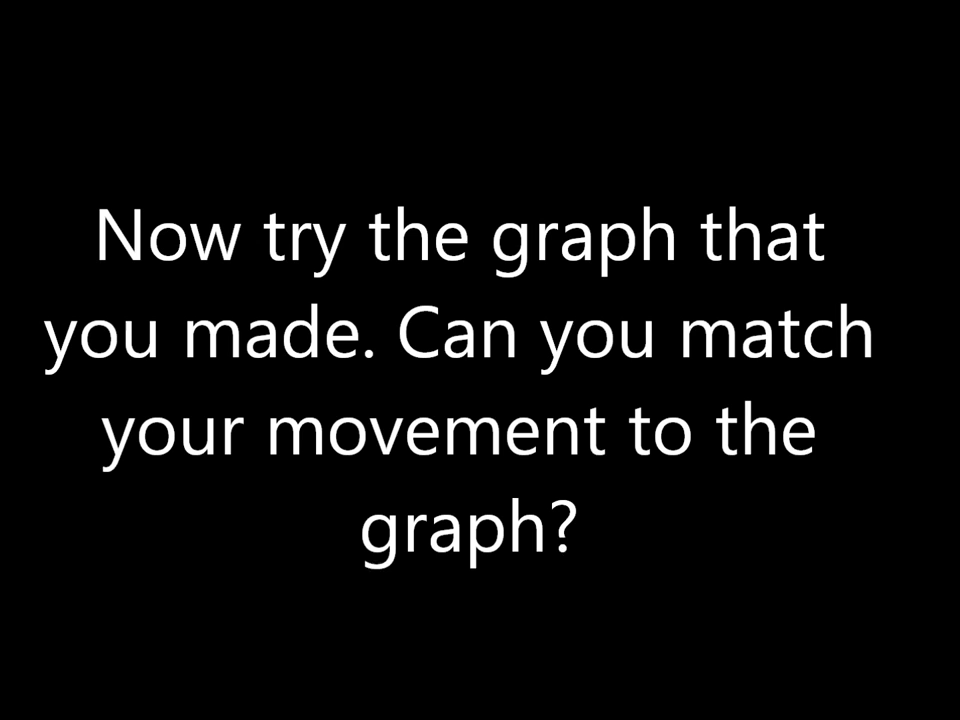 Now try the graph that
you made. Can you match
your movement to the
graph?